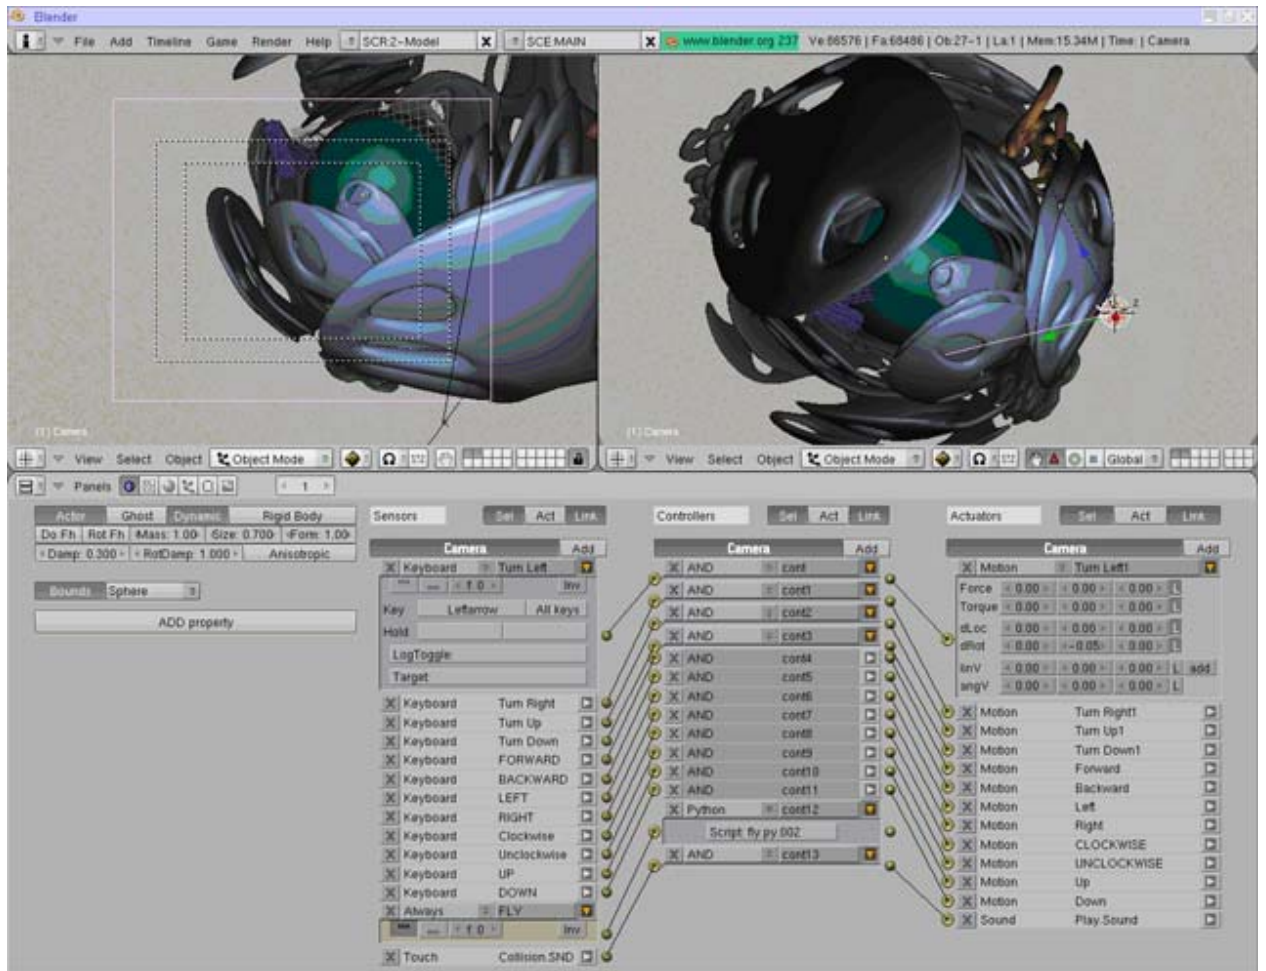 Blender
File Add Timeline Game Render Help SCR:2-Model X SCE:MAIN X www.blender.org 237 Ve:86576 | Fa:68486 | Ob:27-1 | La:1 | Mem:15.34M | Time: | Camera
(1) Camera
(1) Camera
z
View Select Object Object Mode
View Select Object Object Mode Global
Panels 1
Actor Ghost Dynamic Rigid Body
Do Fh Rot Fh Mass: 1.00 Size: 0.700 Form: 1.00
Damp: 0.300 RotDamp: 1.000 Anisotropic
Bounds Sphere
ADD property
Sensors Sel Act Link
Camera Add
X Keyboard Turn Left
f 0 Inv
Key Leftarrow All keys
Hold
LogToggle:
Target:
X Keyboard Turn Right
X Keyboard Turn Up
X Keyboard Turn Down
X Keyboard FORWARD
X Keyboard BACKWARD
X Keyboard LEFT
X Keyboard RIGHT
X Keyboard Clockwise
X Keyboard Unclockwise
X Keyboard UP
X Keyboard DOWN
X Always FLY
f 0 Inv
X Touch Collision.SND
Controllers Sel Act Link
Camera Add
X AND cont
X AND cont1
X AND cont2
X AND cont3
X AND cont4
X AND cont5
X AND cont6
X AND cont7
X AND cont8
X AND cont9
X AND cont10
X AND cont11
X Python cont12
Script: fly.py.002
X AND cont13
Actuators Sel Act Link
Camera Add
X Motion Turn Left1
Force 0.00 0.00 0.00 L
Torque 0.00 0.00 0.00 L
dLoc 0.00 0.00 0.00 L
dRot 0.00 -0.05 0.00 L
linV 0.00 0.00 0.00 L add
angV 0.00 0.00 0.00 L
X Motion Turn Right1
X Motion Turn Up1
X Motion Turn Down1
X Motion Forward
X Motion Backward
X Motion Left
X Motion Right
X Motion CLOCKWISE
X Motion UNCLOCKWISE
X Motion Up
X Motion Down
X Sound Play.Sound